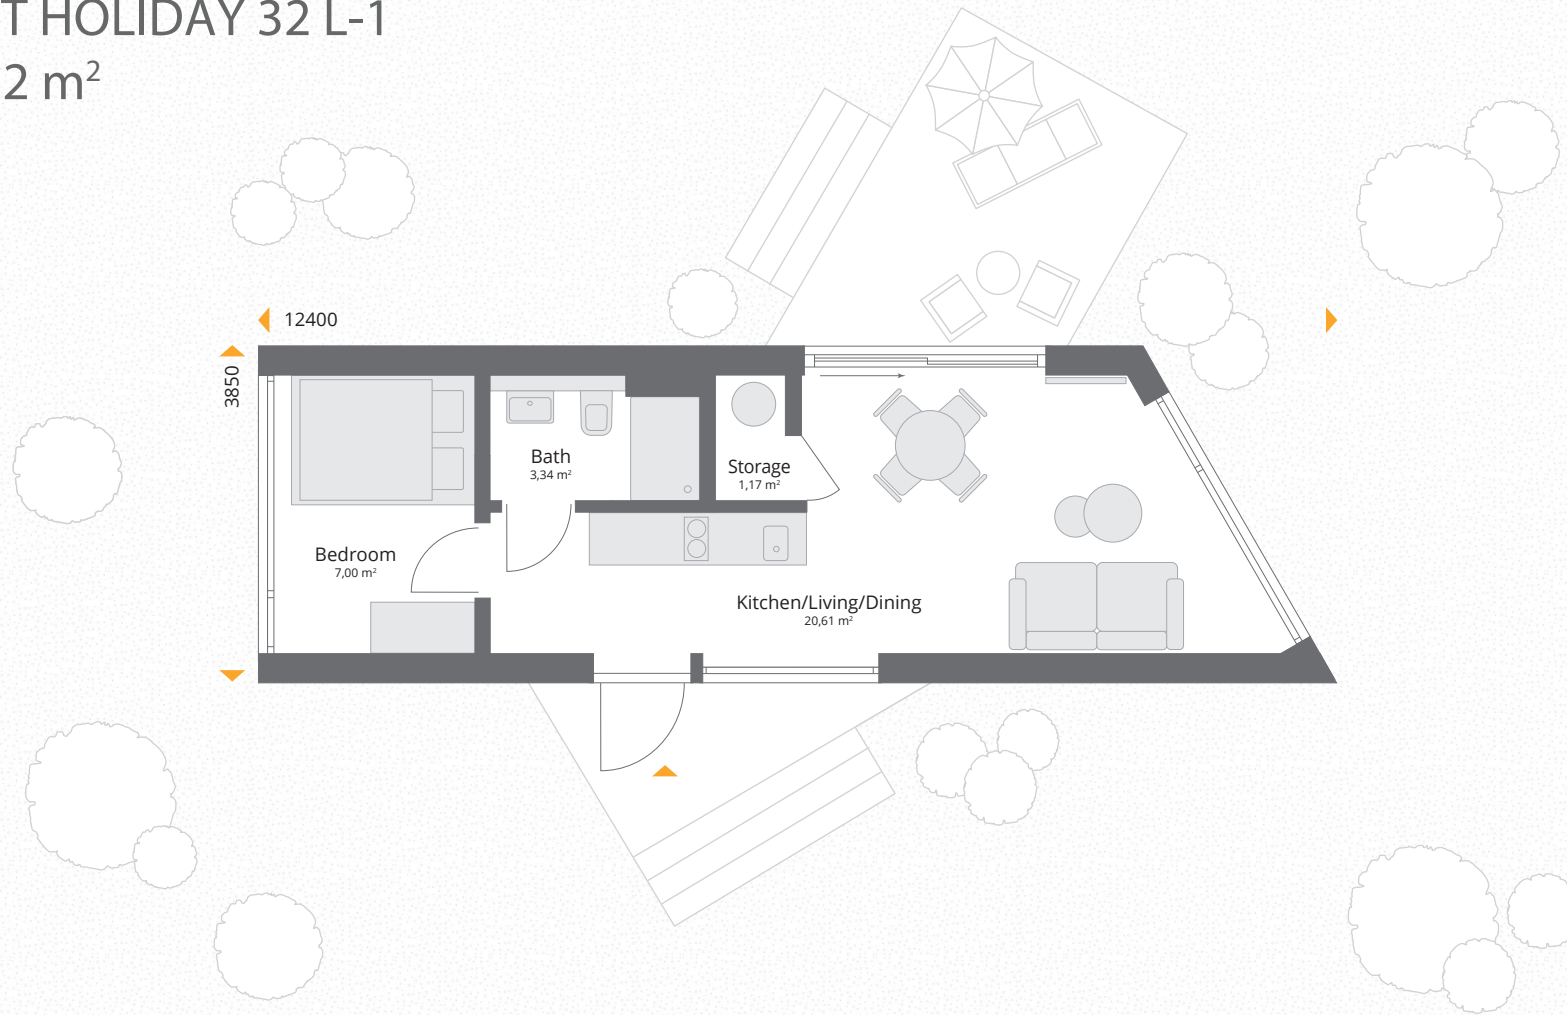 T HOLIDAY 32 L-1
2 m²
12400
3850
Bath
3,34 m²
Storage
1,17 m²
Bedroom
7,00 m²
Kitchen/Living/Dining
20,61 m²